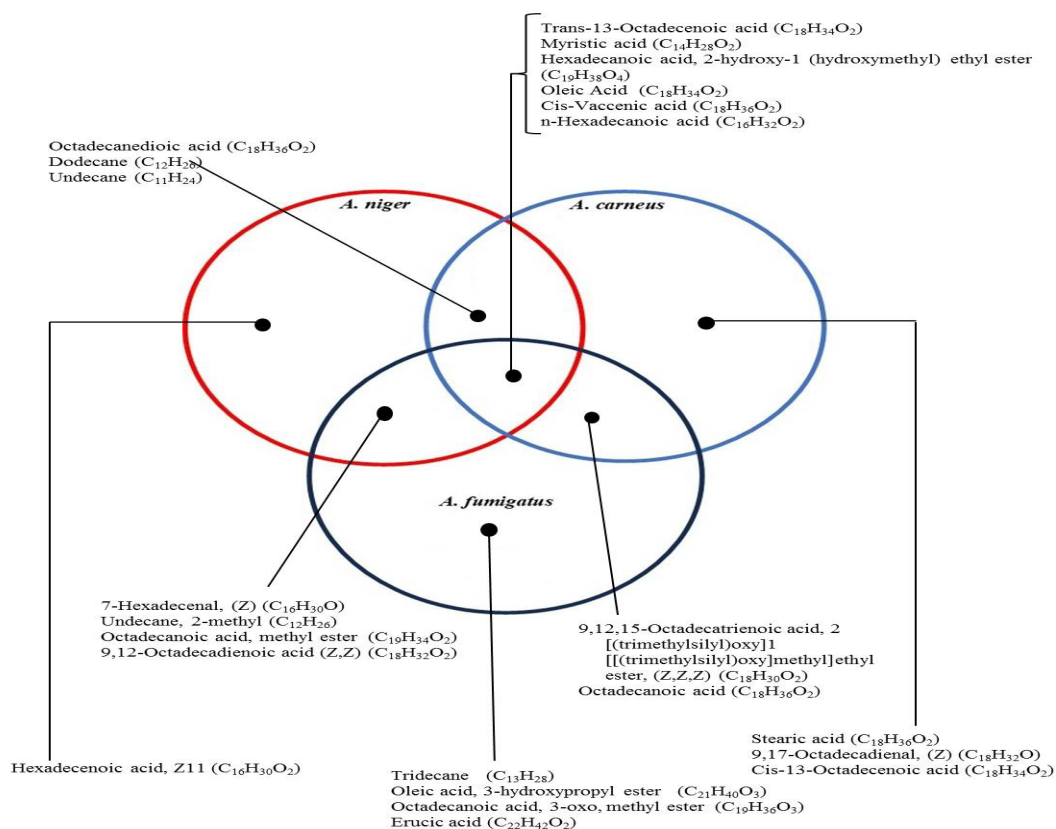 Trans-13-Octadecenoic acid (C₁₈H₃₄O₂)
Myristic acid (C₁₄H₂₈O₂)
Hexadecanoic acid, 2-hydroxy-1 (hydroxymethyl) ethyl ester
(C₁₉H₃₈O₄)
Oleic Acid (C₁₈H₃₄O₂)
Cis-Vaccenic acid (C₁₈H₃₆O₂)
n-Hexadecanoic acid (C₁₆H₃₂O₂)
Octadecanedioic acid (C₁₈H₃₆O₂)
Dodecane (C₁₂H₂₆)
Undecane (C₁₁H₂₄)
A. niger
A. carneus
A. fumigatus
7-Hexadecenal, (Z) (C₁₆H₃₀O)
Undecane, 2-methyl (C₁₂H₂₆)
Octadecanoic acid, methyl ester (C₁₉H₃₄O₂)
9,12-Octadecadienoic acid (Z,Z) (C₁₈H₃₂O₂)
9,12,15-Octadecatrienoic acid, 2
[(trimethylsilyl)oxy]1
[[(trimethylsilyl)oxy]methyl]ethyl
ester, (Z,Z,Z) (C₁₈H₃₀O₂)
Octadecanoic acid (C₁₈H₃₆O₂)
Hexadecenoic acid, Z11 (C₁₆H₃₀O₂)
Tridecane (C₁₃H₂₈)
Oleic acid, 3-hydroxypropyl ester (C₂₁H₄₀O₃)
Octadecanoic acid, 3-oxo, methyl ester (C₁₉H₃₆O₃)
Erucic acid (C₂₂H₄₂O₂)
Stearic acid (C₁₈H₃₆O₂)
9,17-Octadecadienal, (Z) (C₁₈H₃₂O)
Cis-13-Octadecenoic acid (C₁₈H₃₄O₂)